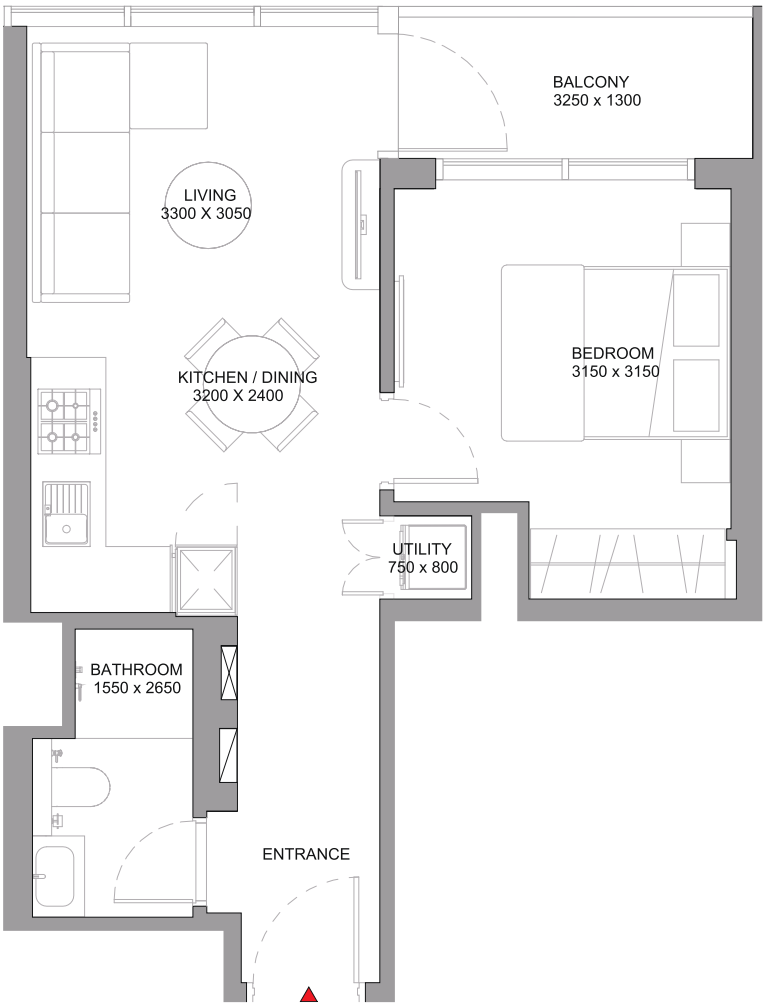 BALCONY
3250 x 1300
LIVING
3300 X 3050
BEDROOM
3150 x 3150
KITCHEN / DINING
3200 X 2400
UTILITY
750 x 800
BATHROOM
1550 x 2650
ENTRANCE